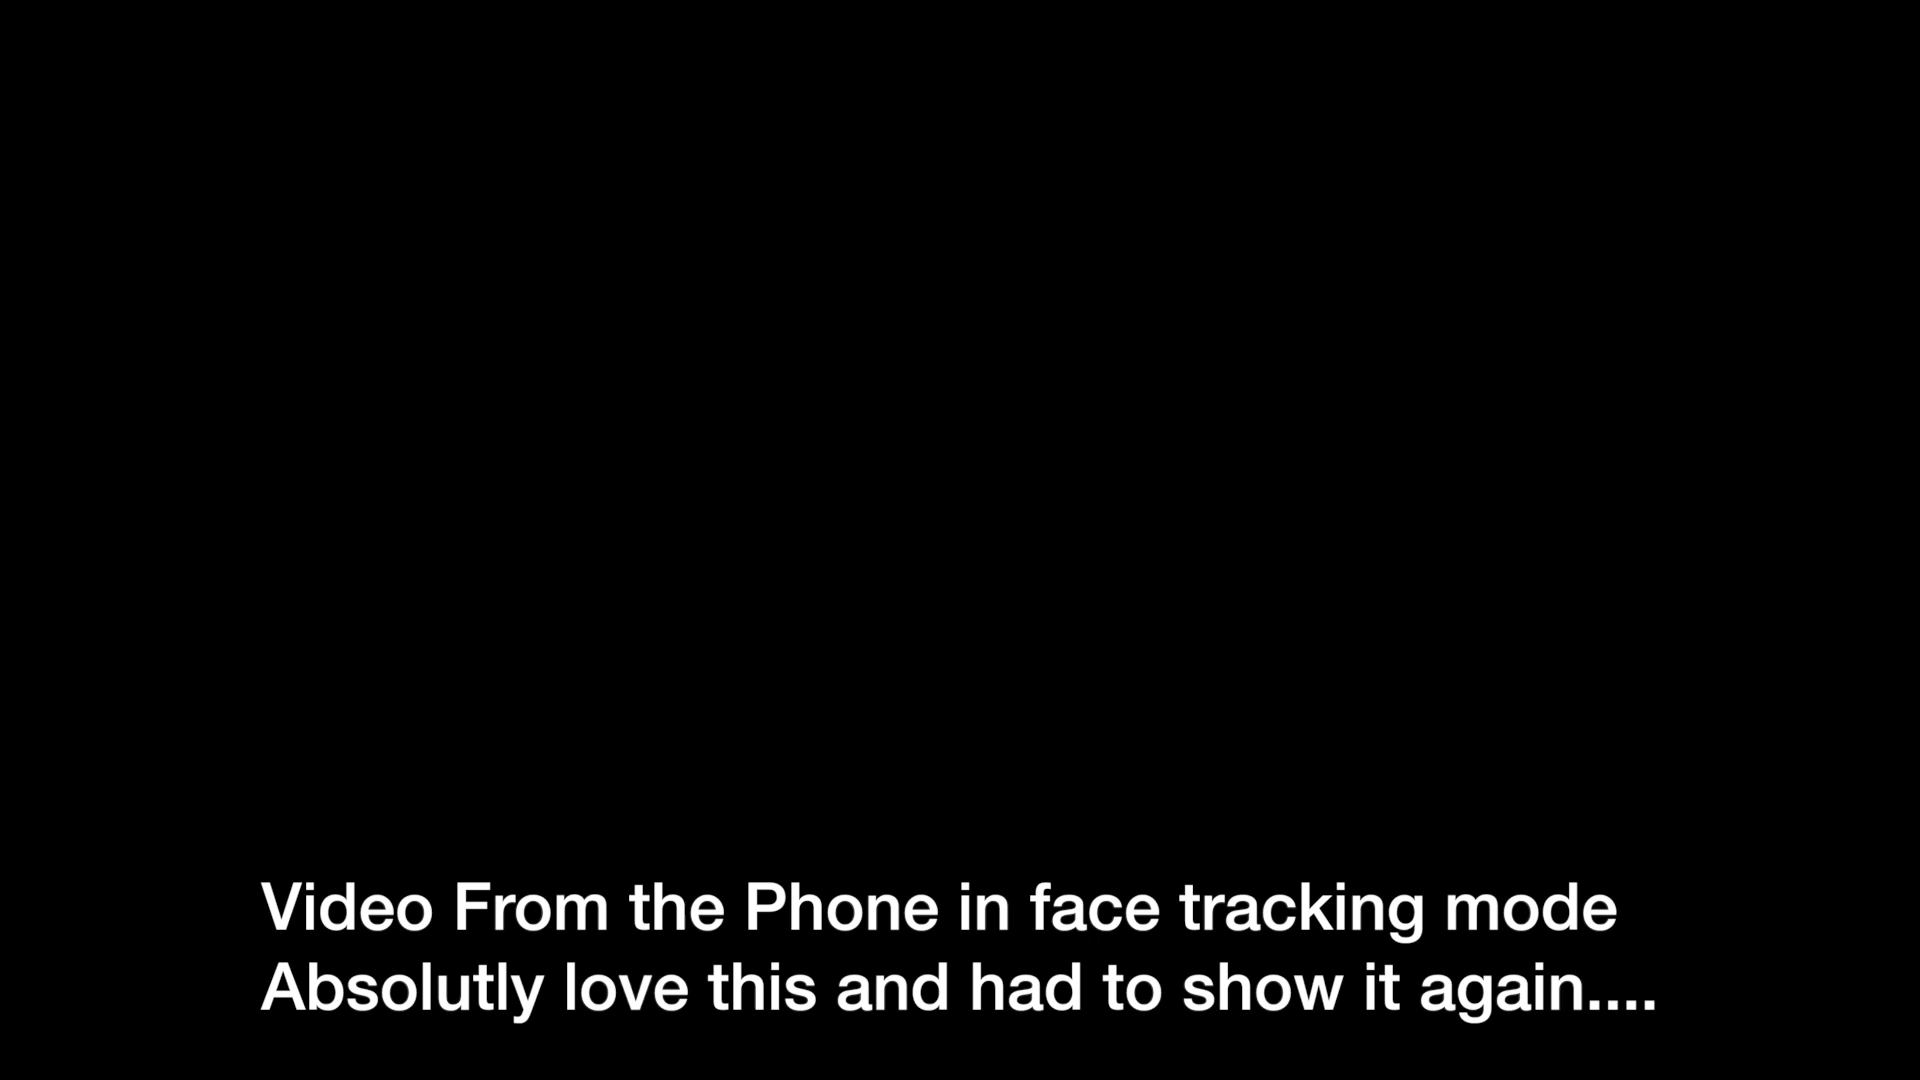 Video From the Phone in face tracking mode
Absolutly love this and had to show it again....